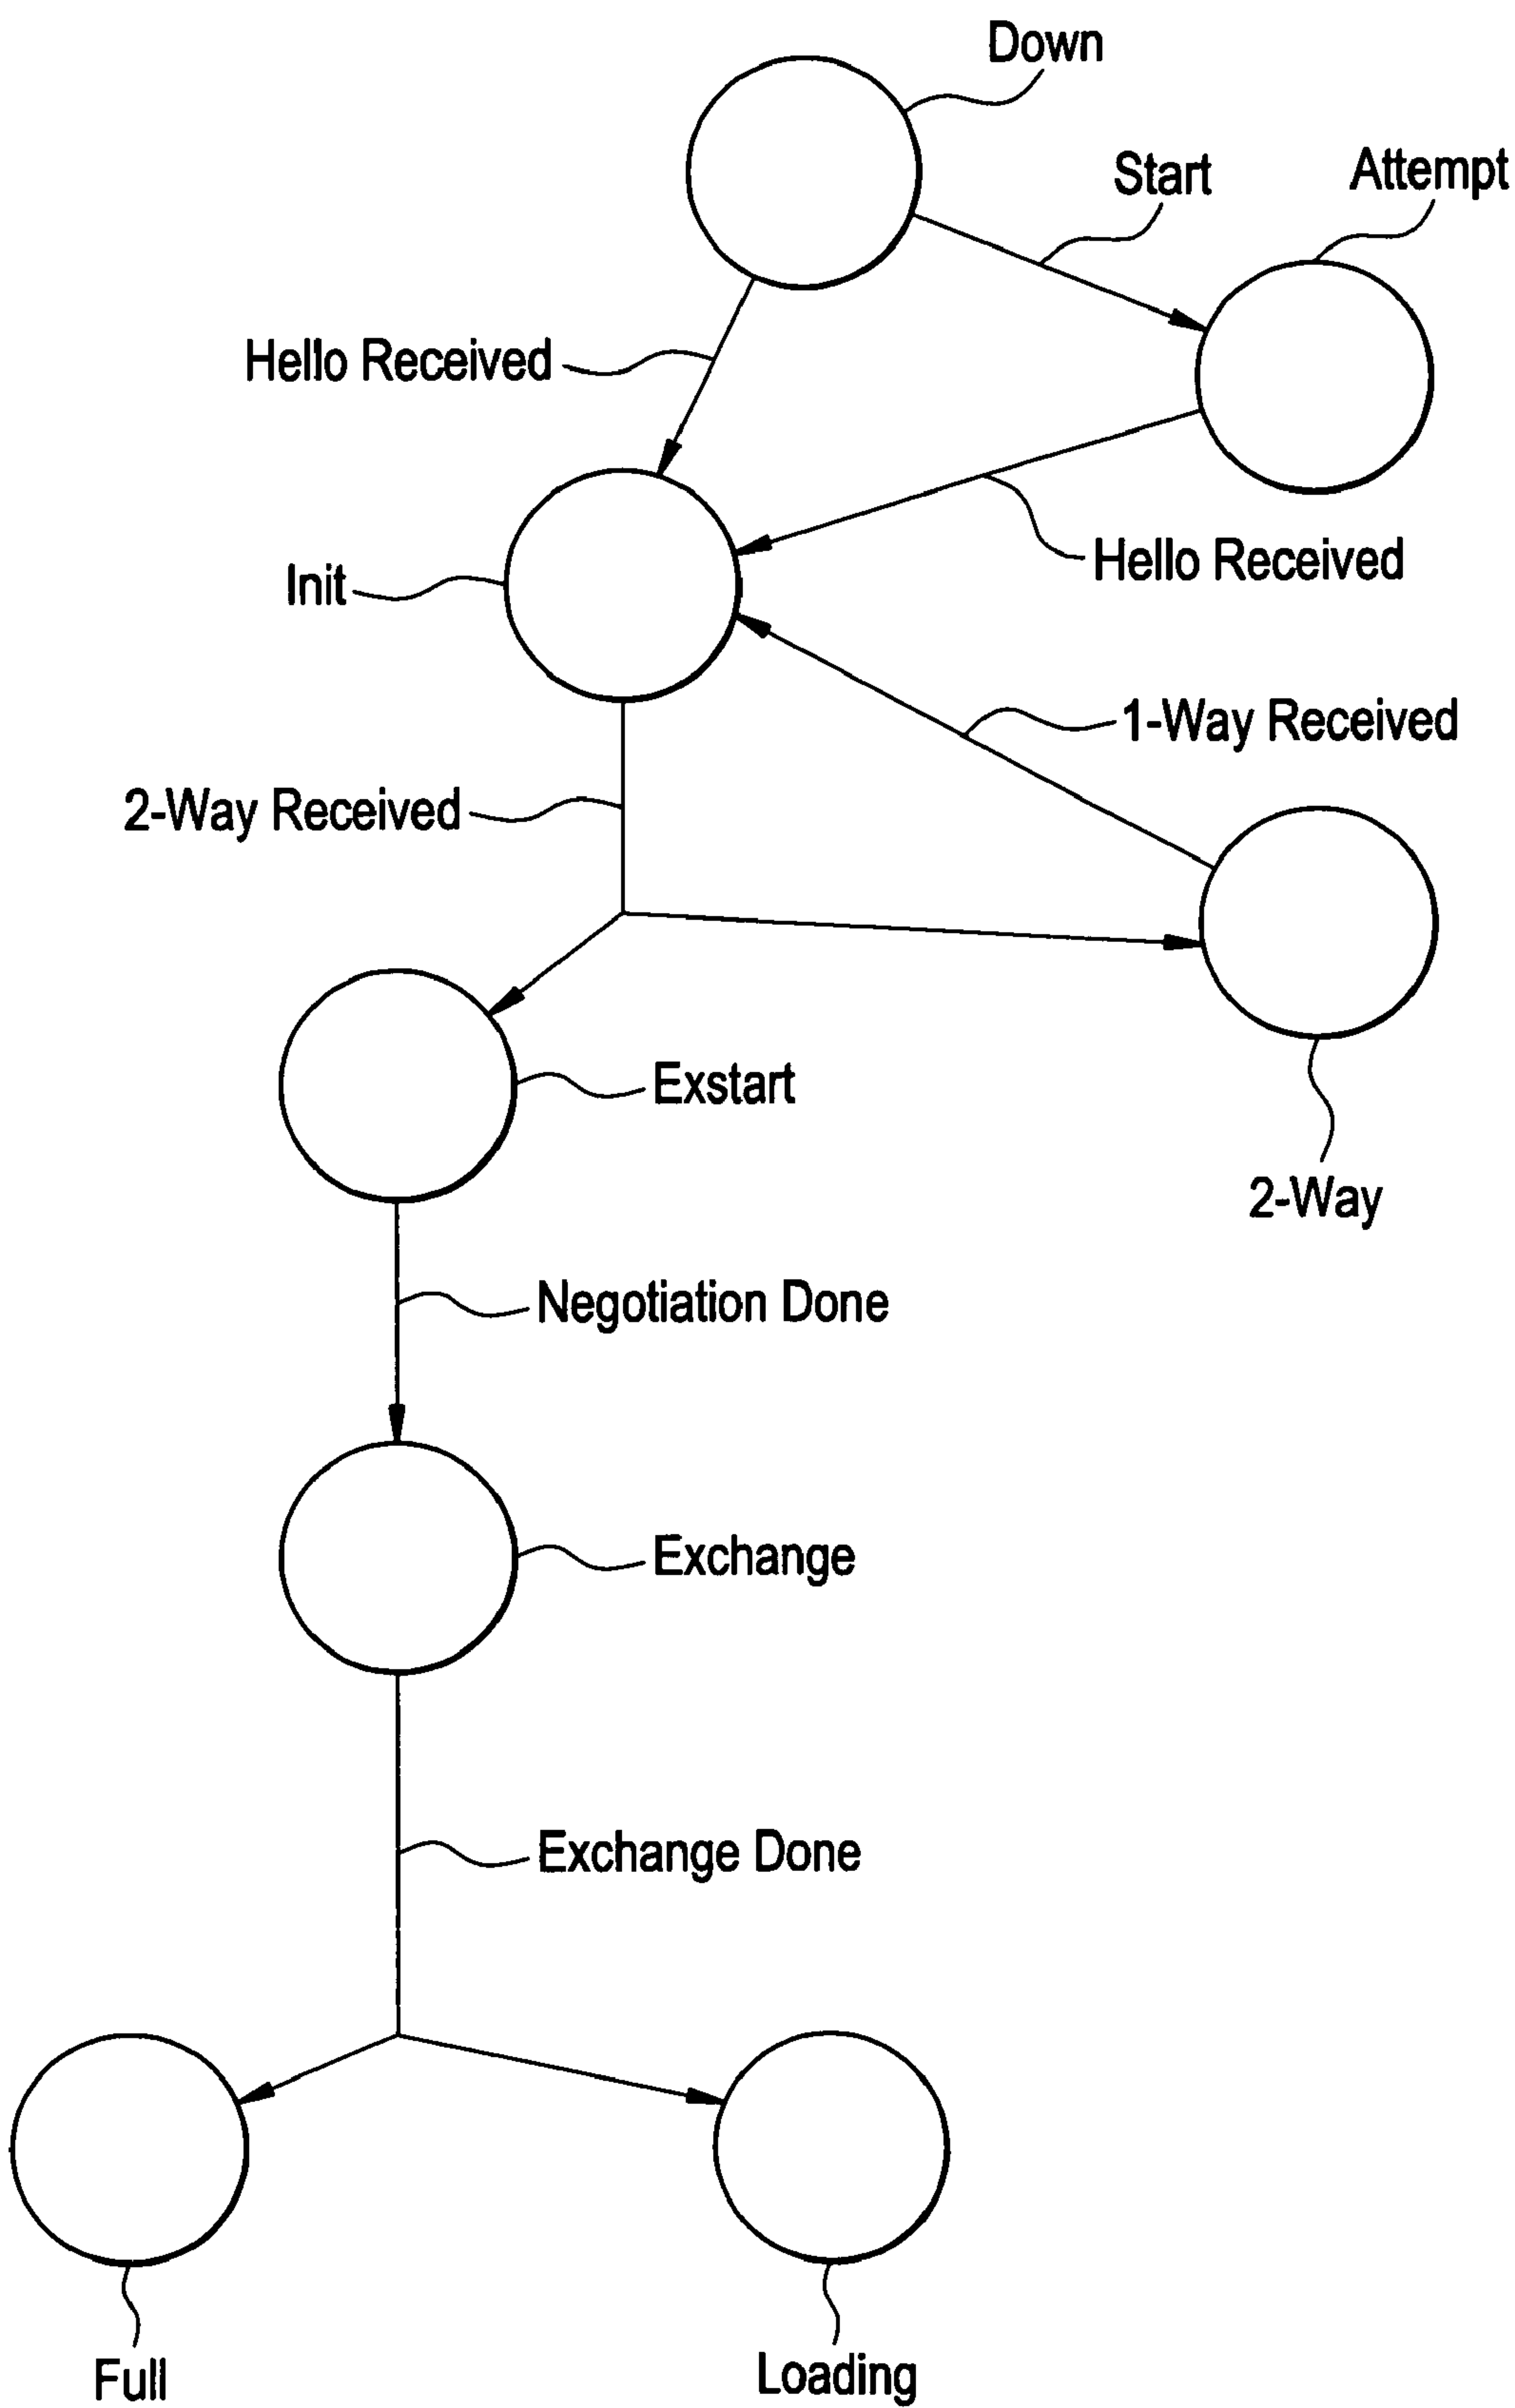 Down
Start
Attempt
Hello Received
Hello Received
Init
1-Way Received
2-Way Received
Exstart
2-Way
Negotiation Done
Exchange
Exchange Done
Full
Loading